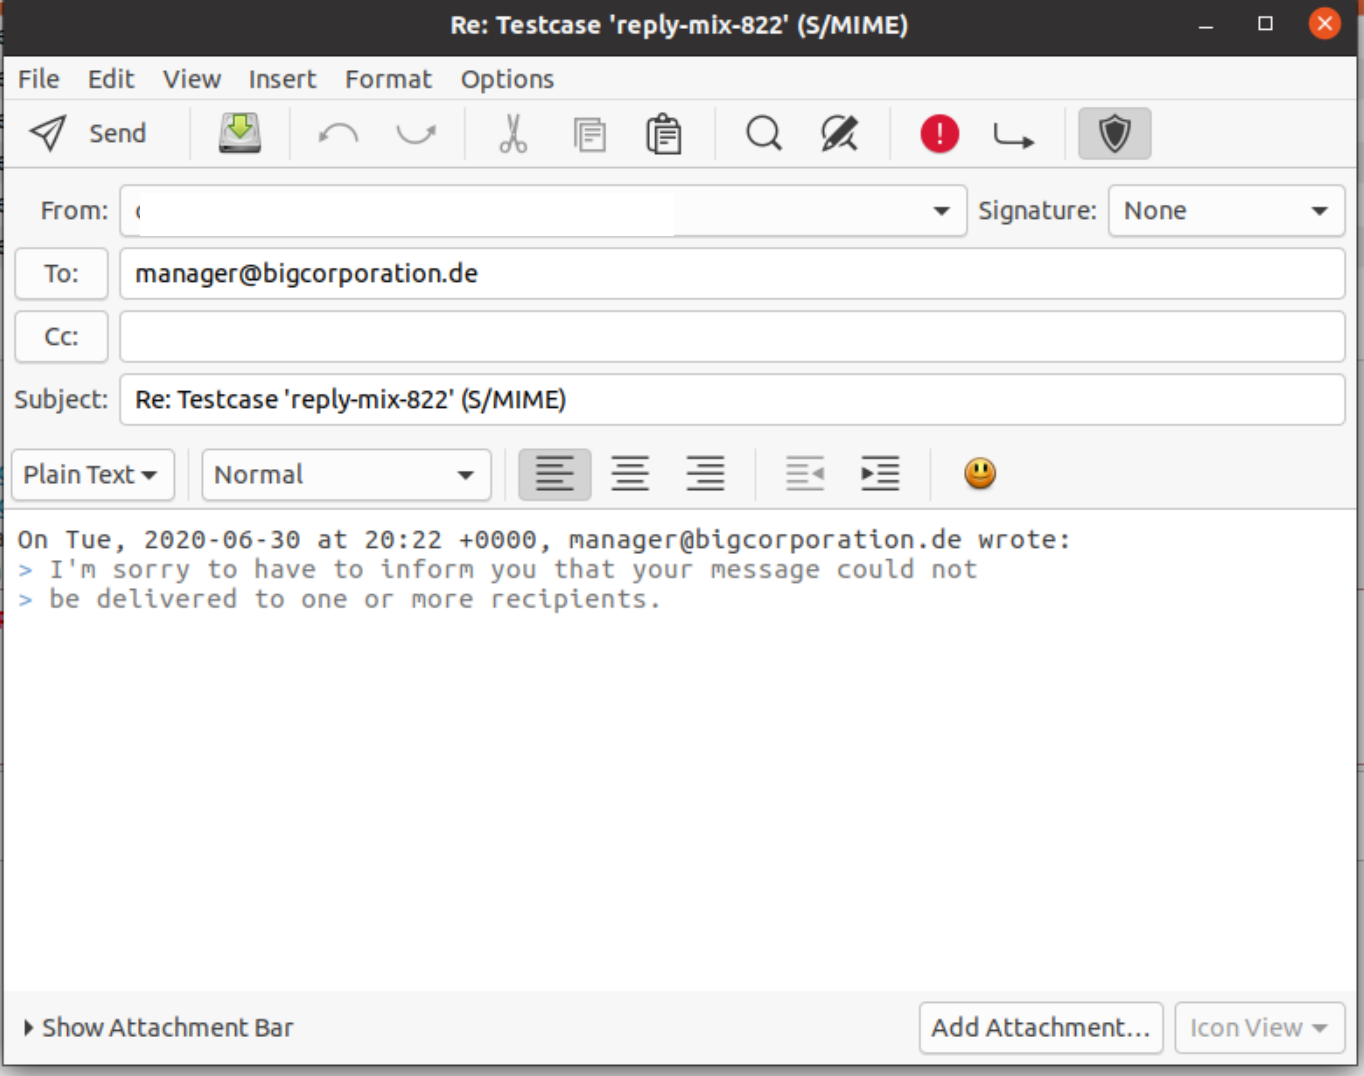 Re: Testcase 'reply-mix-822' (S/MIME)
File Edit View Insert Format Options
Send
From: Signature: None
To: manager@bigcorporation.de
Cc:
Subject: Re: Testcase 'reply-mix-822' (S/MIME)
Plain Text Normal
On Tue, 2020-06-30 at 20:22 +0000, manager@bigcorporation.de wrote:
> I'm sorry to have to inform you that your message could not
> be delivered to one or more recipients.
Show Attachment Bar Add Attachment... Icon View